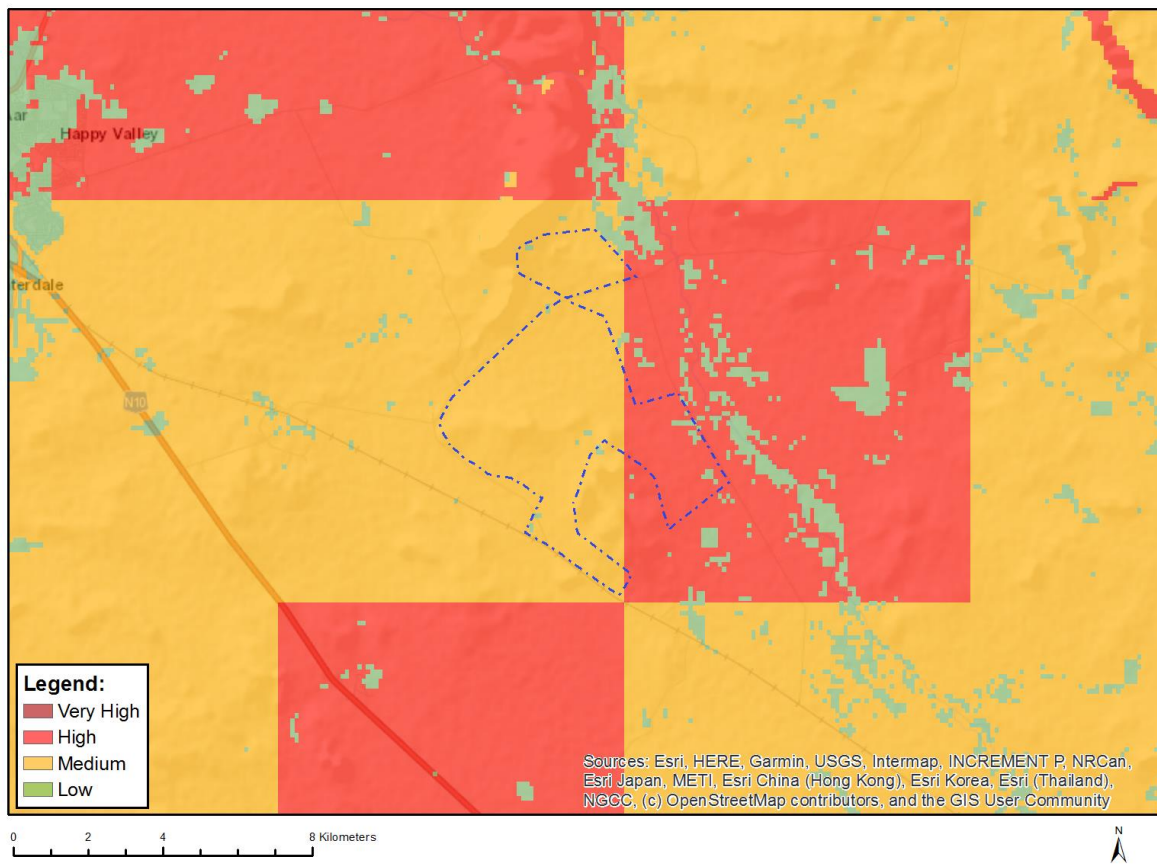 Happy Valley
N10
Legend:
Very High
High
Medium
Low
Sources: Esri, HERE, Garmin, USGS, Intermap, INCREMENT P, NRCan,
Esri Japan, METI, Esri China (Hong Kong), Esri Korea, Esri (Thailand),
NGCC, (c) OpenStreetMap contributors, and the GIS User Community
0 2 4 8 Kilometers
N